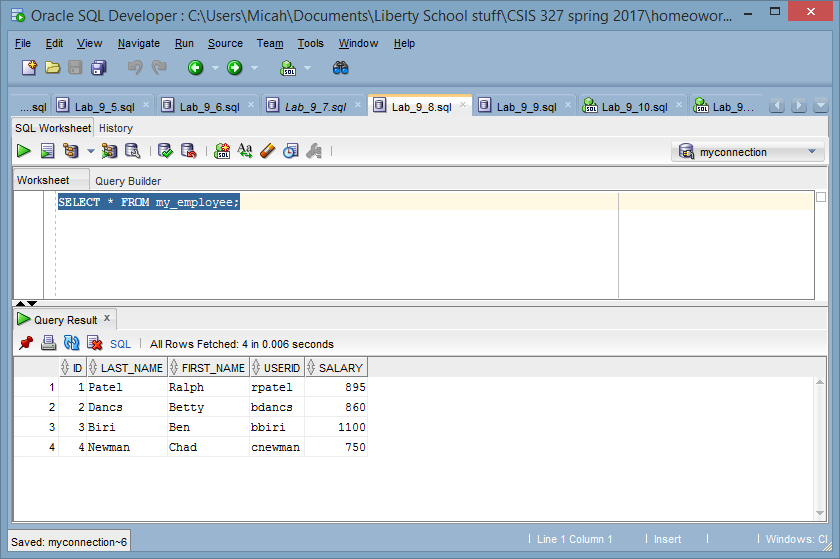 Oracle SQL Developer : C:\Users\Micah\Documents\Liberty School stuff\CSIS 327 spring 2017\homeowor...
File Edit View Navigate Run Source Team Tools Window Help
....sql Lab_9_5.sql Lab_9_6.sql Lab_9_7.sql Lab_9_8.sql Lab_9_9.sql Lab_9_10.sql Lab_9...
SQL Worksheet History
myconnection
Worksheet Query Builder
SELECT * FROM my_employee;
Query Result x
SQL | All Rows Fetched: 4 in 0.006 seconds
ID LAST_NAME FIRST_NAME USERID SALARY
1 1 Patel Ralph rpatel 895
2 2 Dancs Betty bdancs 860
3 3 Biri Ben bbiri 1100
4 4 Newman Chad cnewman 750
Saved: myconnection~6 | Line 1 Column 1 | Insert | | Windows: Cl